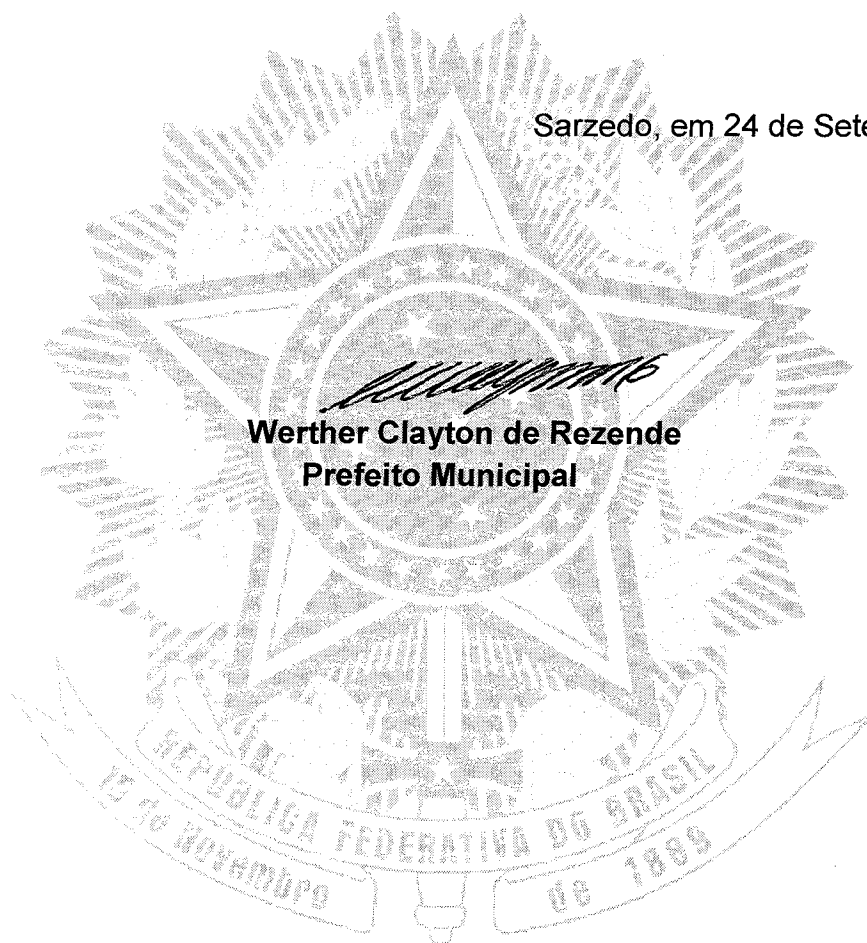 Sarzedo, em 24 de Sete
Werther Clayton de Rezende
Prefeito Municipal
REPUBLICA FEDERATIVA DO BRASIL
15 de Novembro de 1889